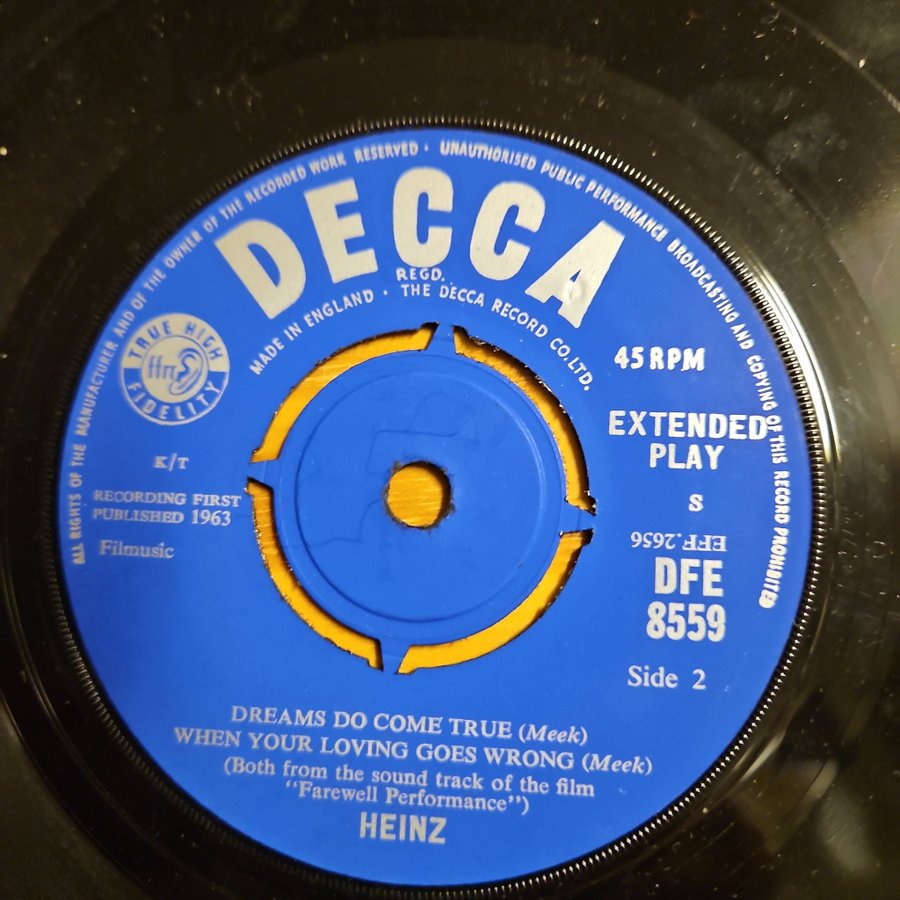 ALL RIGHTS OF THE MANUFACTURER AND OF THE OWNER OF THE RECORDED WORK RESERVED · UNAUTHORISED PUBLIC PERFORMANCE BROADCASTING AND COPYING OF THIS RECORD PROHIBITED
DECCA
REGD.
MADE IN ENGLAND · THE DECCA RECORD CO. LTD.
TRUE HIGH
ffrr
FIDELITY
45 RPM
EXTENDED
PLAY
K/T
S
RECORDING FIRST
PUBLISHED 1963
EFF.2656
Filmusic
DFE
8559
Side 2
DREAMS DO COME TRUE (Meek)
WHEN YOUR LOVING GOES WRONG (Meek)
(Both from the sound track of the film
"Farewell Performance")
HEINZ